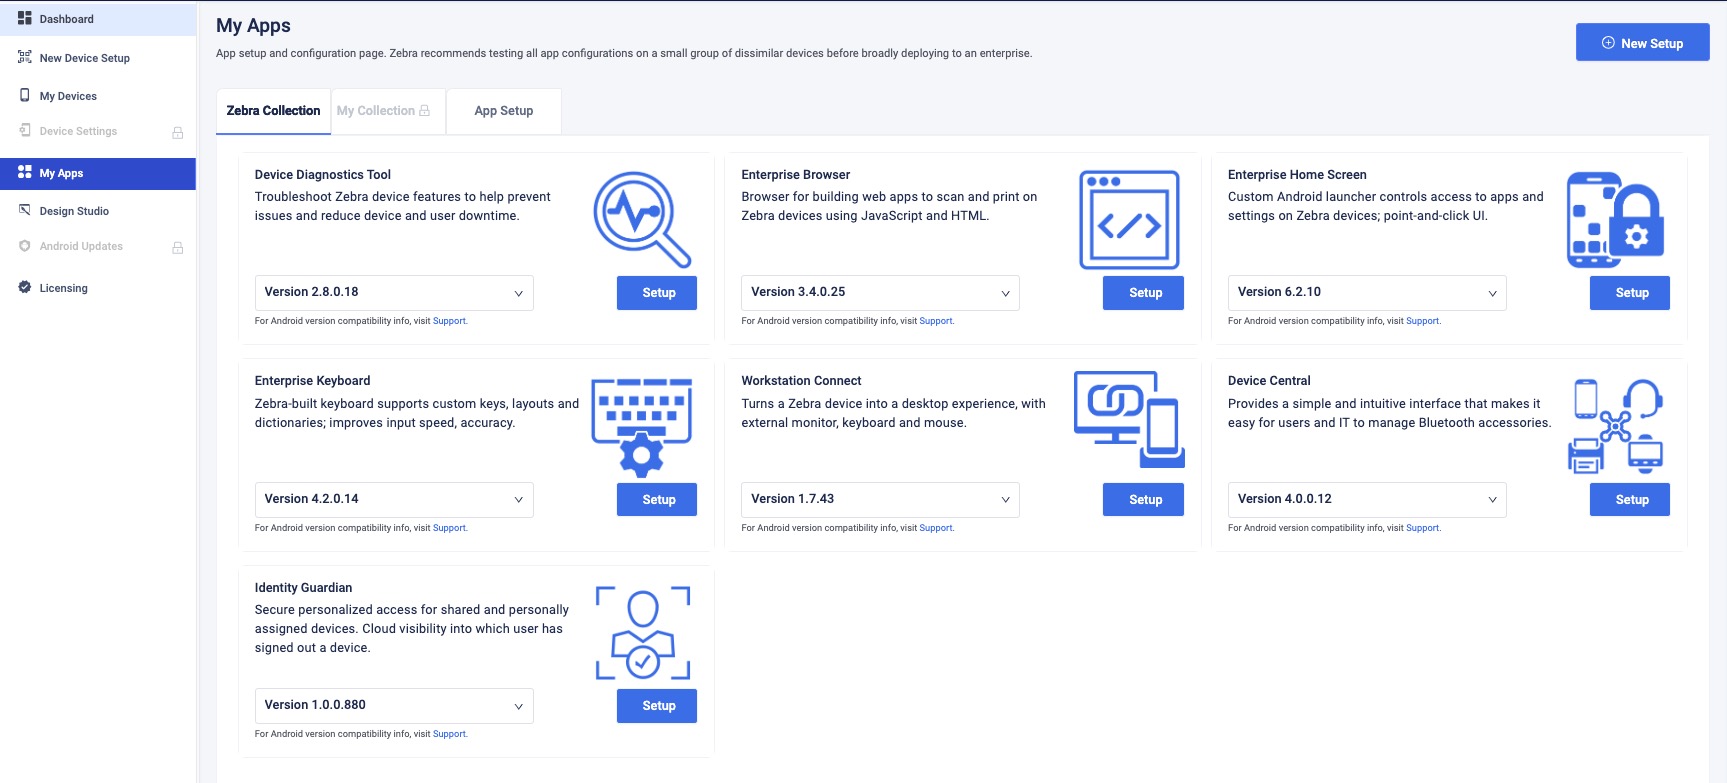 Dashboard
New Device Setup
My Devices
Device Settings
My Apps
Design Studio
Android Updates
Licensing
My Apps
App setup and configuration page. Zebra recommends testing all app configurations on a small group of dissimilar devices before broadly deploying to an enterprise.
New Setup
Zebra Collection
My Collection
App Setup
Device Diagnostics Tool
Troubleshoot Zebra device features to help prevent
issues and reduce device and user downtime.
Version 2.8.0.18
Setup
For Android version compatibility info, visit Support.
Enterprise Browser
Browser for building web apps to scan and print on
Zebra devices using JavaScript and HTML.
Version 3.4.0.25
Setup
For Android version compatibility info, visit Support.
Enterprise Home Screen
Custom Android launcher controls access to apps and
settings on Zebra devices; point-and-click UI.
Version 6.2.10
Setup
For Android version compatibility info, visit Support.
Enterprise Keyboard
Zebra-built keyboard supports custom keys, layouts and
dictionaries; improves input speed, accuracy.
Version 4.2.0.14
Setup
For Android version compatibility info, visit Support.
Workstation Connect
Turns a Zebra device into a desktop experience, with
external monitor, keyboard and mouse.
Version 1.7.43
Setup
For Android version compatibility info, visit Support.
Device Central
Provides a simple and intuitive interface that makes it
easy for users and IT to manage Bluetooth accessories.
Version 4.0.0.12
Setup
For Android version compatibility info, visit Support.
Identity Guardian
Secure personalized access for shared and personally
assigned devices. Cloud visibility into which user has
signed out a device.
Version 1.0.0.880
Setup
For Android version compatibility info, visit Support.